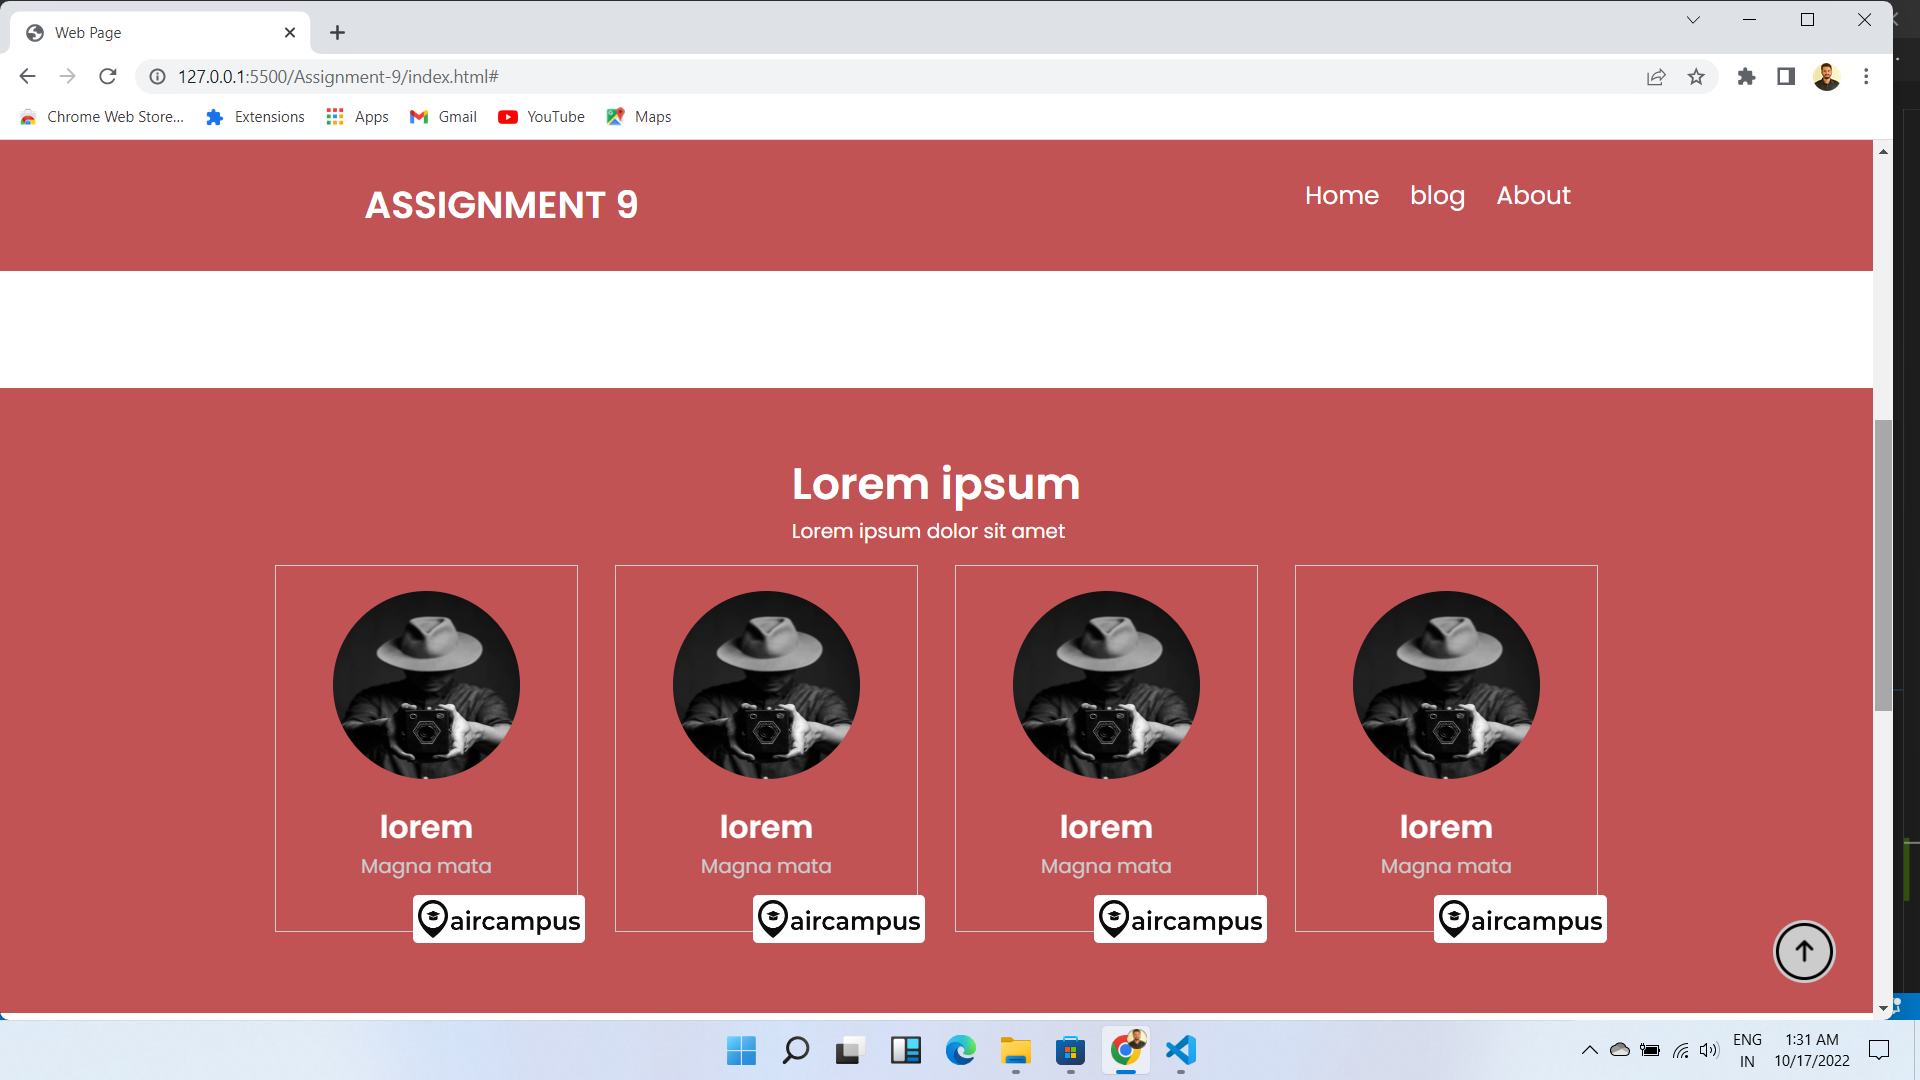 Web Page
127.0.0.1:5500/Assignment-9/index.html#
Chrome Web Store... Extensions Apps Gmail YouTube Maps
ASSIGNMENT 9
Home blog About
Lorem ipsum
Lorem ipsum dolor sit amet
lorem lorem lorem lorem
Magna mata Magna mata Magna mata Magna mata
aircampus aircampus aircampus aircampus
ENG 1:31 AM
IN 10/17/2022